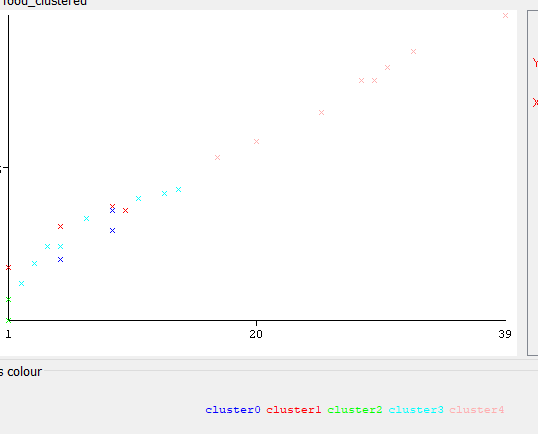 food_clustered
Y
X
1 20 39
s colour
cluster0 cluster1 cluster2 cluster3 cluster4